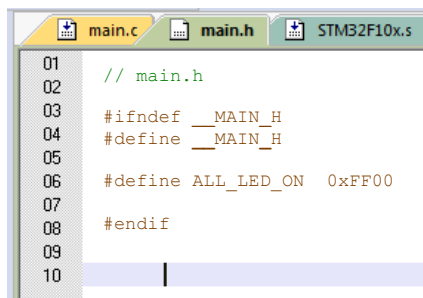 main.c main.h STM32F10x.s
01
02 // main.h
03 #ifndef __MAIN_H
04 #define __MAIN_H
05
06 #define ALL_LED_ON 0xFF00
07
08 #endif
09
10